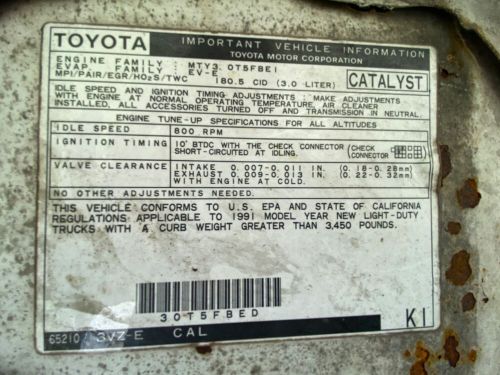 TOYOTA
IMPORTANT VEHICLE INFORMATION
TOYOTA MOTOR CORPORATION
ENGINE FAMILY : MTY3.0T5FBE1
EVAP. FAMILY : EV-E
MPI/PAIR/EGR/HO2S/TWC 180.5 CID (3.0 LITER)
CATALYST
IDLE SPEED AND IGNITION TIMING ADJUSTMENTS : MAKE ADJUSTMENTS
WITH ENGINE AT NORMAL OPERATING TEMPERATURE, AIR CLEANER
INSTALLED, ALL ACCESSORIES TURNED OFF AND TRANSMISSION IN NEUTRAL.
ENGINE TUNE-UP SPECIFICATIONS FOR ALL ALTITUDES
IDLE SPEED 800 RPM
IGNITION TIMING 10° BTDC WITH THE CHECK CONNECTOR
SHORT-CIRCUITED AT IDLING.
CHECK
CONNECTOR
VALVE CLEARANCE INTAKE 0.007-0.011 IN. (0.18-0.28mm)
EXHAUST 0.009-0.013 IN. (0.22-0.32mm)
WITH ENGINE AT COLD.
NO OTHER ADJUSTMENTS NEEDED.
THIS VEHICLE CONFORMS TO U.S. EPA AND STATE OF CALIFORNIA
REGULATIONS APPLICABLE TO 1991 MODEL YEAR NEW LIGHT-DUTY
TRUCKS WITH A CURB WEIGHT GREATER THAN 3,450 POUNDS.
30T5FBED
65210 / 3VZ-E CAL
K1